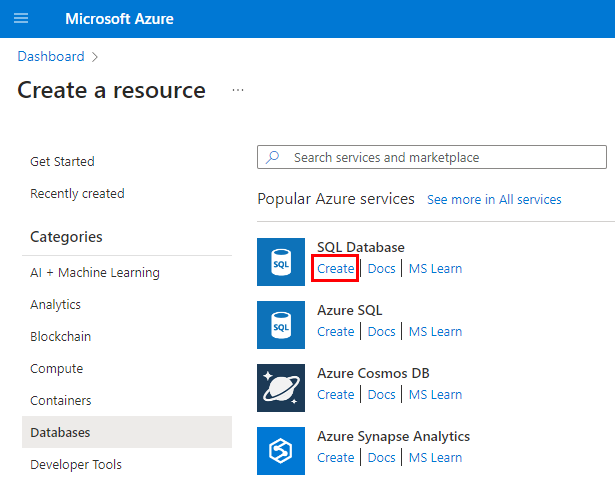 Microsoft Azure
Dashboard
Create a resource ...
Get Started
Recently created
Categories
AI + Machine Learning
Analytics
Blockchain
Compute
Containers
Databases
Developer Tools
Search services and marketplace
Popular Azure services See more in All services
SQL
SQL Database
Create | Docs | MS Learn
SQL
Azure SQL
Create | Docs | MS Learn
Azure Cosmos DB
Create | Docs | MS Learn
Azure Synapse Analytics
Create | Docs | MS Learn